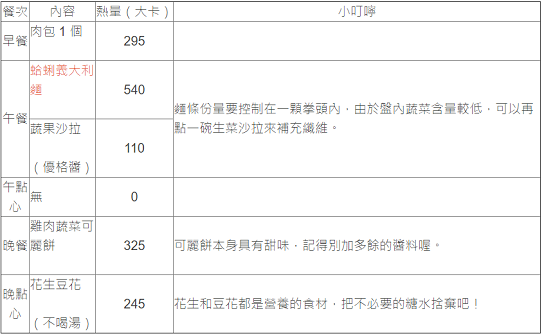 餐次 內容 熱量（大卡） 小叮嚀
早餐 肉包 1 個 295
午餐
蛤蜊義大利
麵
540
麵條份量要控制在一顆拳頭內，由於盤內蔬菜含量較低，可以再
點一碗生菜沙拉來補充纖維。
蔬果沙拉
（優格醬）
110
午點
心
無 0
晚餐
雞肉蔬菜可
麗餅
325 可麗餅本身具有甜味，記得別加多餘的醬料喔。
晚點
心
花生豆花
（不喝湯）
245 花生和豆花都是營養的食材，把不必要的糖水捨棄吧！